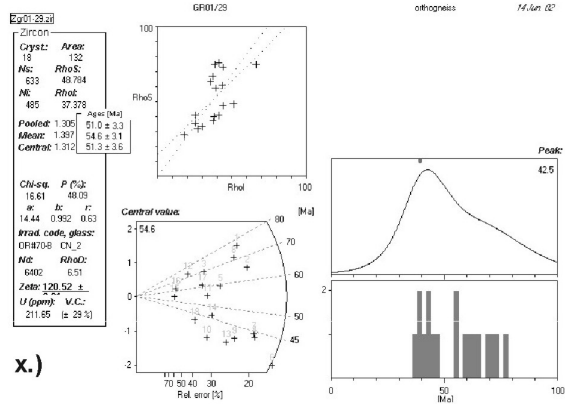 GR01/29
orthogneiss
14 Jun. 02
Zgr01-29.zir
Zircon
Cryst.: Area:
18 132
Ns: RhoS:
633 48.784
Ni: RhoI:
485 37.378
Ages [Ma]
Pooled: 1.305 51.0 ± 3.3
Mean: 1.397 54.6 ± 3.1
Central: 1.312 51.3 ± 3.6
Chi-sq. P (%):
16.61 48.09
a: b: r:
14.44 0.992 0.63
Irrad. code, glass:
OR#70-8 CN_2
Nd: RhoD:
6402 6.51
Zeta: 120.52 ±
U (ppm): V.C.:
211.65 (± 29 %)
x.)
100
RhoS
RhoI 100
Central value:
54.6
[Ma]
80
70
60
50
45
2
1
0
-1
-2
70 50 40 30 20
Rel. error [%]
Peak:
42.5
2
1
0 50 100
[Ma]